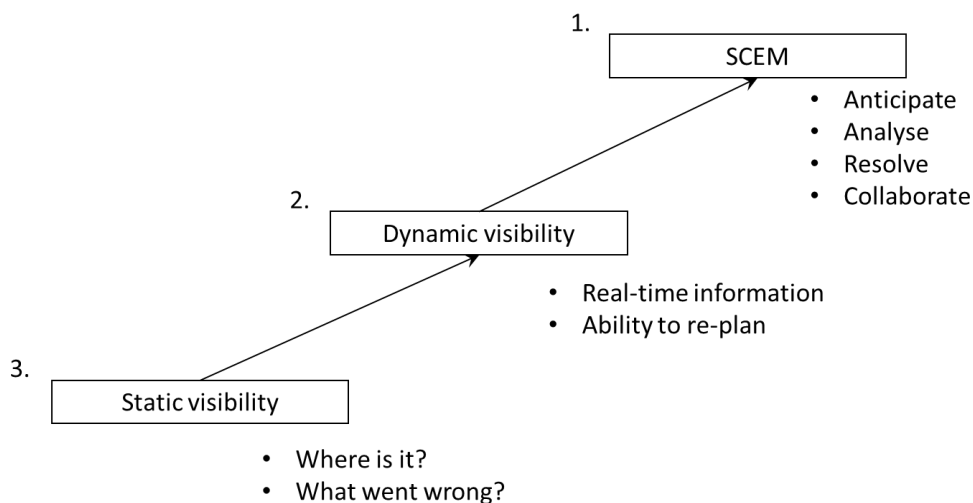 1.
SCEM
• Anticipate
• Analyse
• Resolve
• Collaborate
2.
Dynamic visibility
• Real-time information
• Ability to re-plan
3.
Static visibility
• Where is it?
• What went wrong?